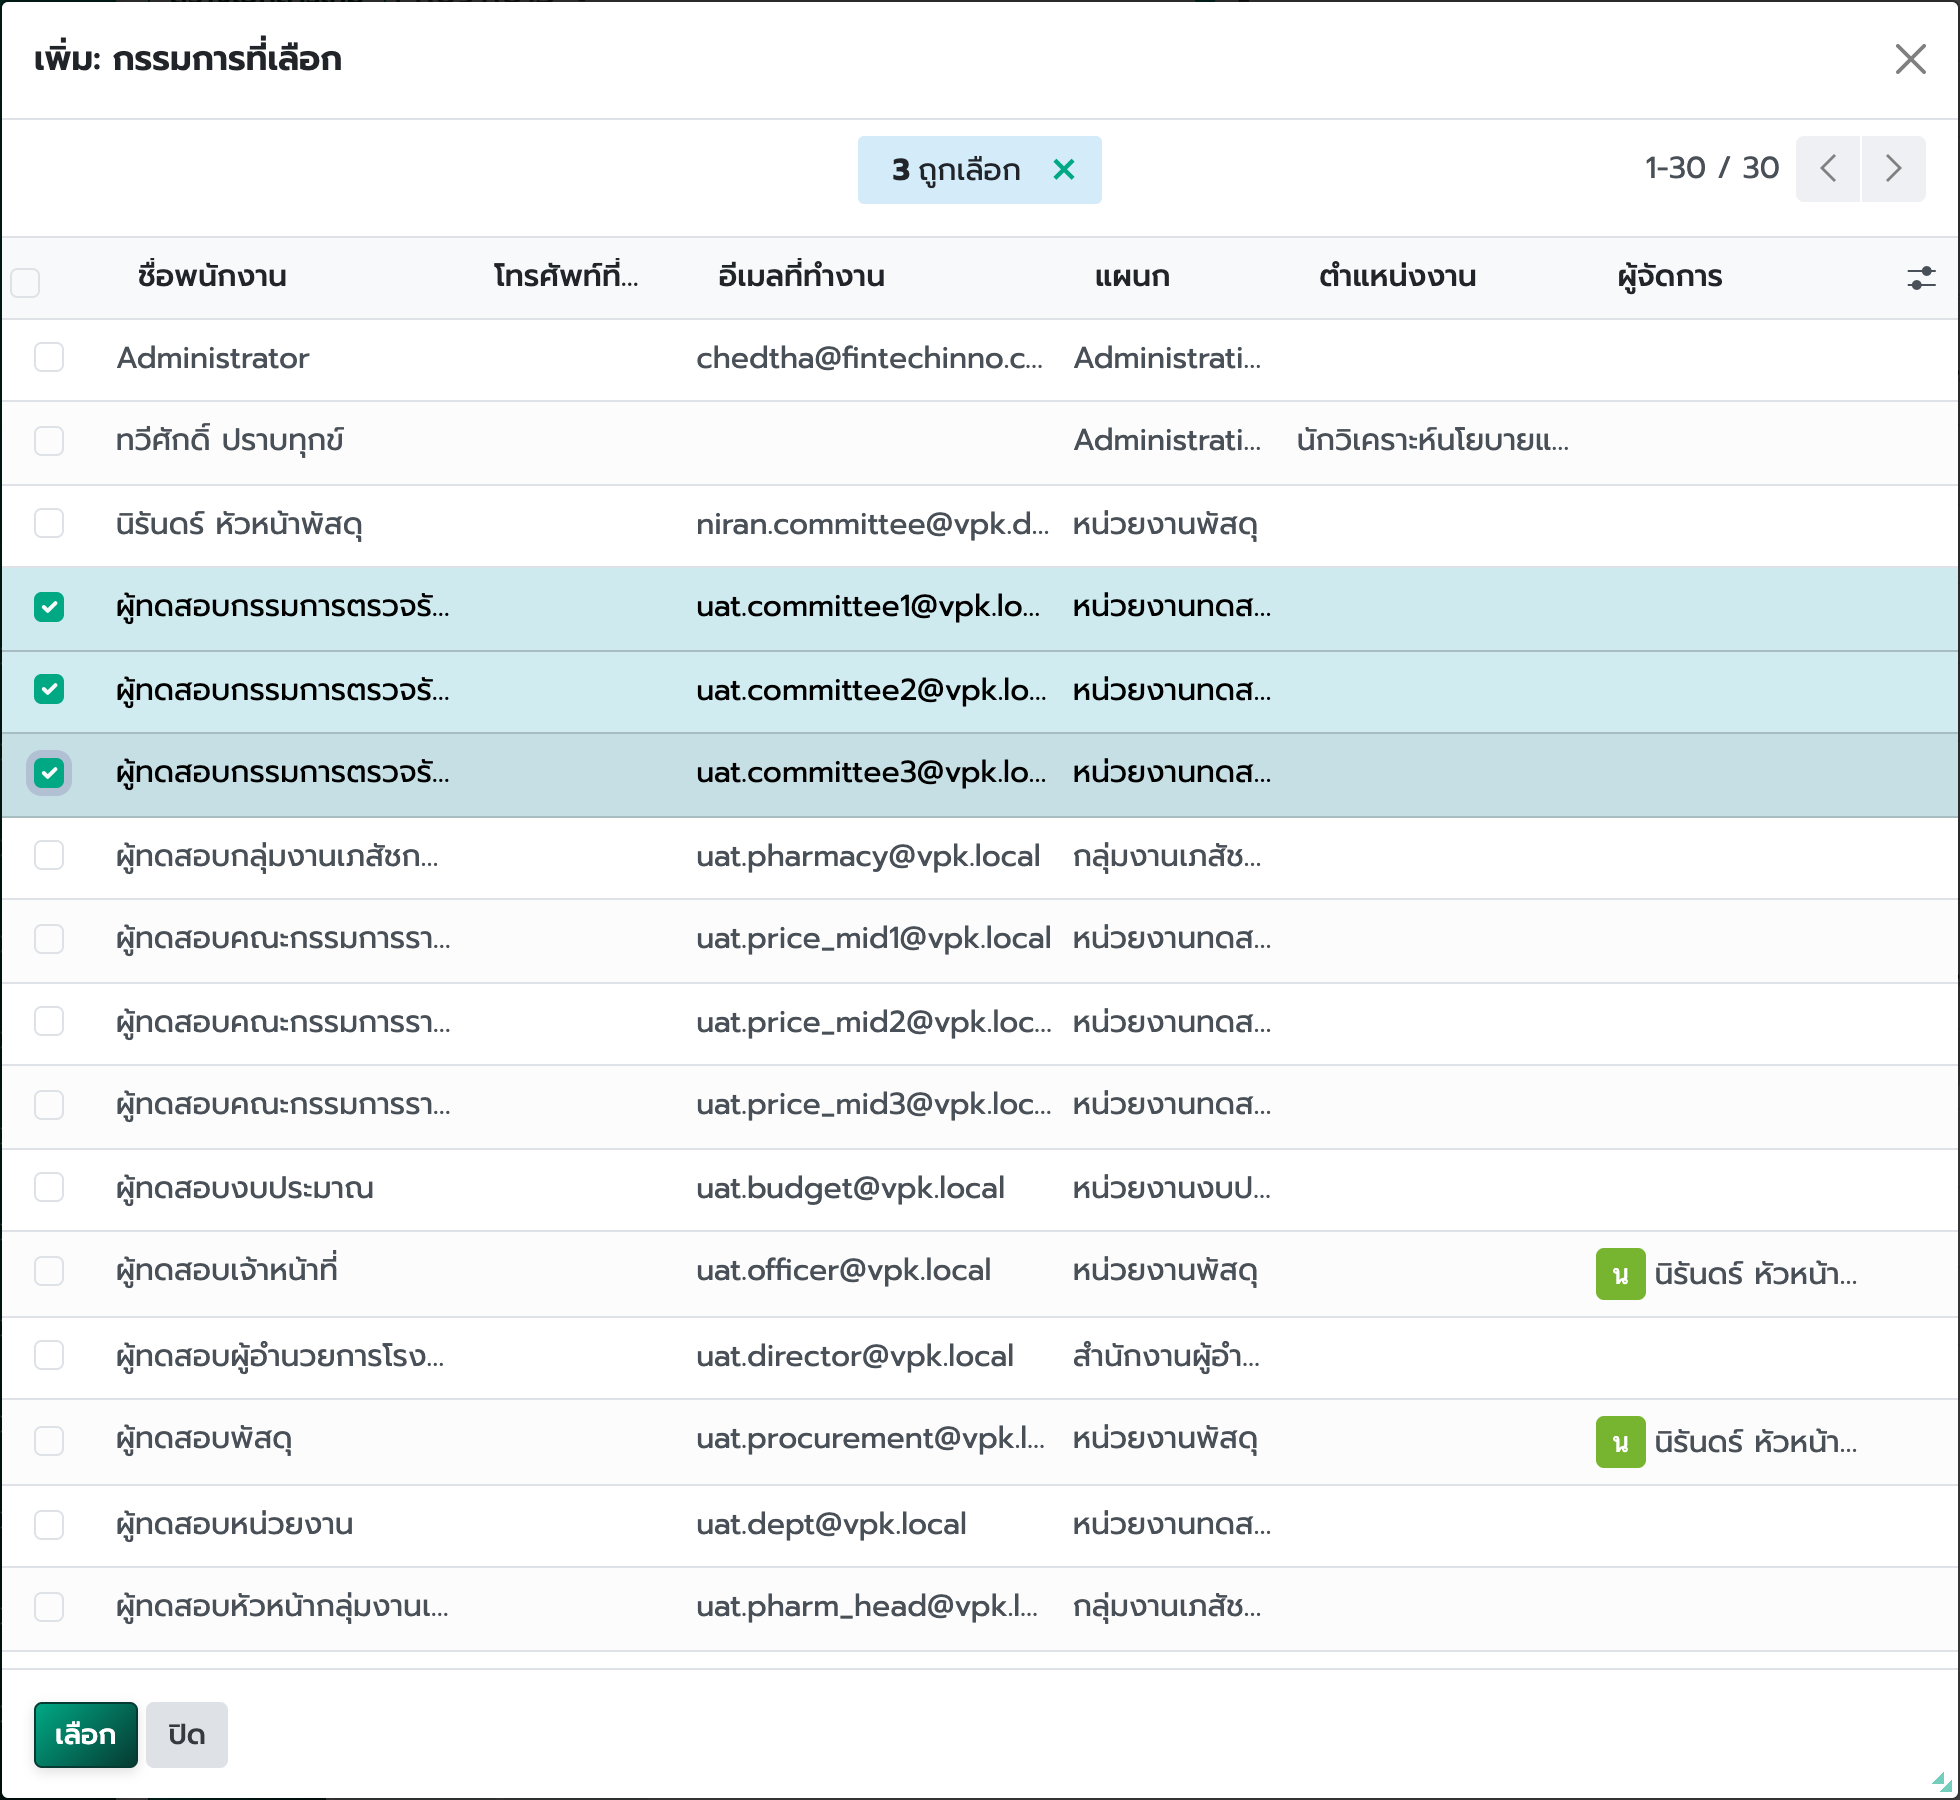 เพิ่ม: กรรมการที่เลือก
3 ถูกเลือก
1-30 / 30
ชื่อพนักงาน โทรศัพท์ที่... อีเมลที่ทำงาน แผนก ตำแหน่งงาน ผู้จัดการ
Administrator chedtha@fintechinno.c... Administrati...
ทวีศักดิ์ ปราบทุกข์ Administrati... นักวิเคราะห์นโยบายแ...
นิรันดร์ หัวหน้าพัสดุ niran.committee@vpk.d... หน่วยงานพัสดุ
ผู้ทดสอบกรรมการตรวจรั... uat.committee1@vpk.lo... หน่วยงานทดส...
ผู้ทดสอบกรรมการตรวจรั... uat.committee2@vpk.lo... หน่วยงานทดส...
ผู้ทดสอบกรรมการตรวจรั... uat.committee3@vpk.lo... หน่วยงานทดส...
ผู้ทดสอบกลุ่มงานเภสัชก... uat.pharmacy@vpk.local กลุ่มงานเภสัช...
ผู้ทดสอบคณะกรรมการรา... uat.price_mid1@vpk.local หน่วยงานทดส...
ผู้ทดสอบคณะกรรมการรา... uat.price_mid2@vpk.loc... หน่วยงานทดส...
ผู้ทดสอบคณะกรรมการรา... uat.price_mid3@vpk.loc... หน่วยงานทดส...
ผู้ทดสอบงบประมาณ uat.budget@vpk.local หน่วยงานงบป...
ผู้ทดสอบเจ้าหน้าที่ uat.officer@vpk.local หน่วยงานพัสดุ น นิรันดร์ หัวหน้า...
ผู้ทดสอบผู้อำนวยการโรง... uat.director@vpk.local สำนักงานผู้อำ...
ผู้ทดสอบพัสดุ uat.procurement@vpk.l... หน่วยงานพัสดุ น นิรันดร์ หัวหน้า...
ผู้ทดสอบหน่วยงาน uat.dept@vpk.local หน่วยงานทดส...
ผู้ทดสอบหัวหน้ากลุ่มงานเ... uat.pharm_head@vpk.l... กลุ่มงานเภสัช...
เลือก ปิด